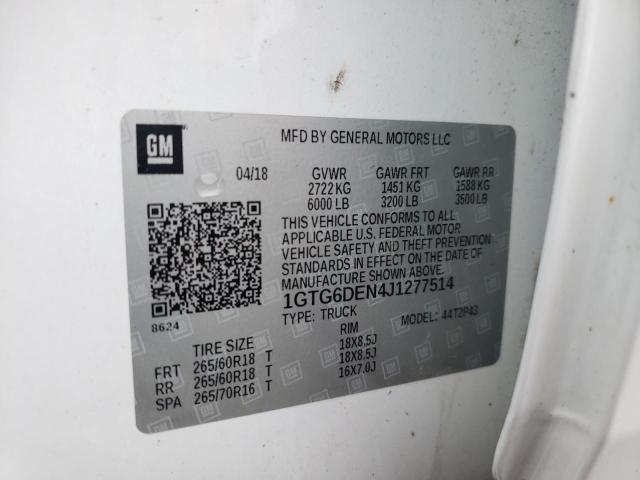 GM
MFD BY GENERAL MOTORS LLC
04/18 GVWR GAWR FRT GAWR RR
2722 KG 1451 KG 1588 KG
6000 LB 3200 LB 3500 LB
THIS VEHICLE CONFORMS TO ALL
APPLICABLE U.S. FEDERAL MOTOR
VEHICLE SAFETY AND THEFT PREVENTION
STANDARDS IN EFFECT ON THE DATE OF
MANUFACTURE SHOWN ABOVE.
1GTG6DEN4J1277514
8624
TYPE: TRUCK MODEL: 44T2P43
TIRE SIZE RIM
FRT 265/60R18 T 18X8.5J
RR 265/60R18 T 18X8.5J
SPA 265/70R16 T 16X7.0J